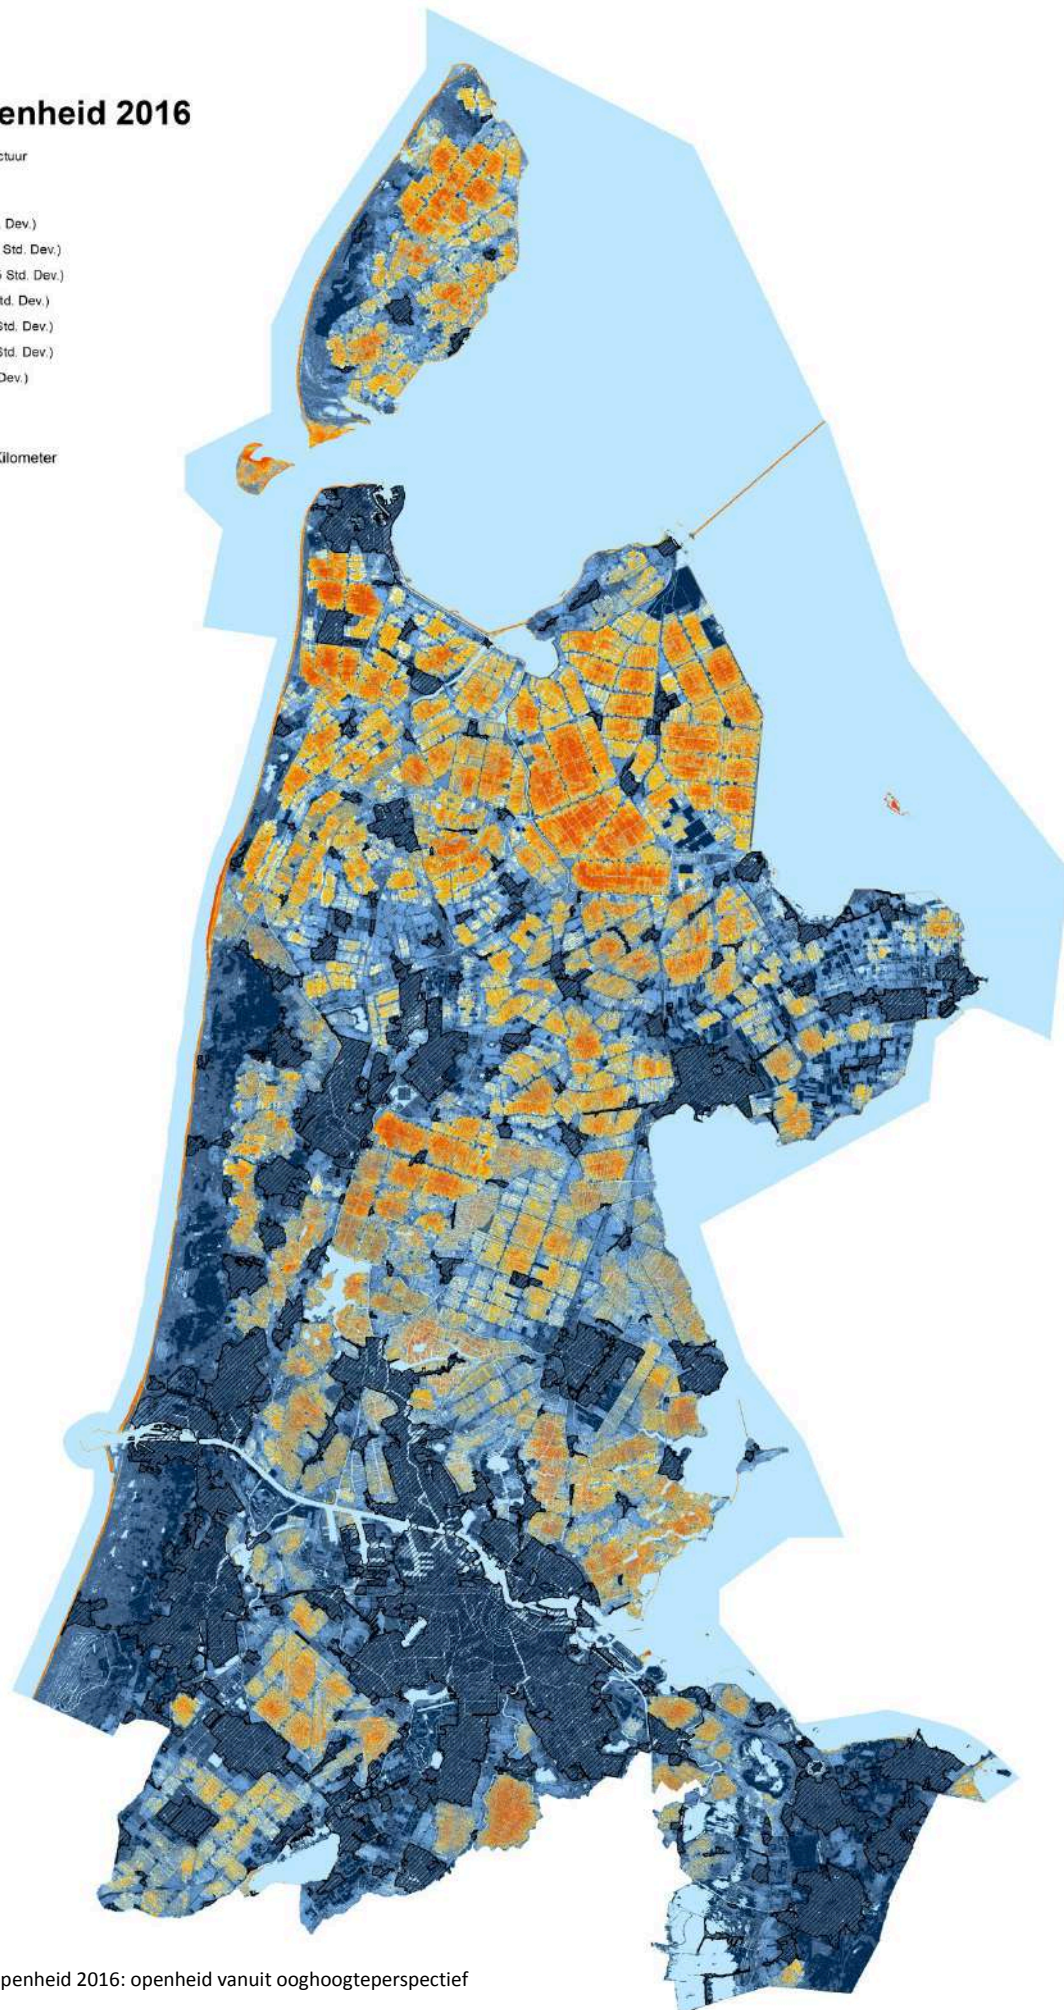 enheid 2016
ctuur
Dev.)
Std. Dev.)
Std. Dev.)
td. Dev.)
Std. Dev.)
Std. Dev.)
Dev.)
Kilometer
penheid 2016: openheid vanuit ooghoogteperspectief